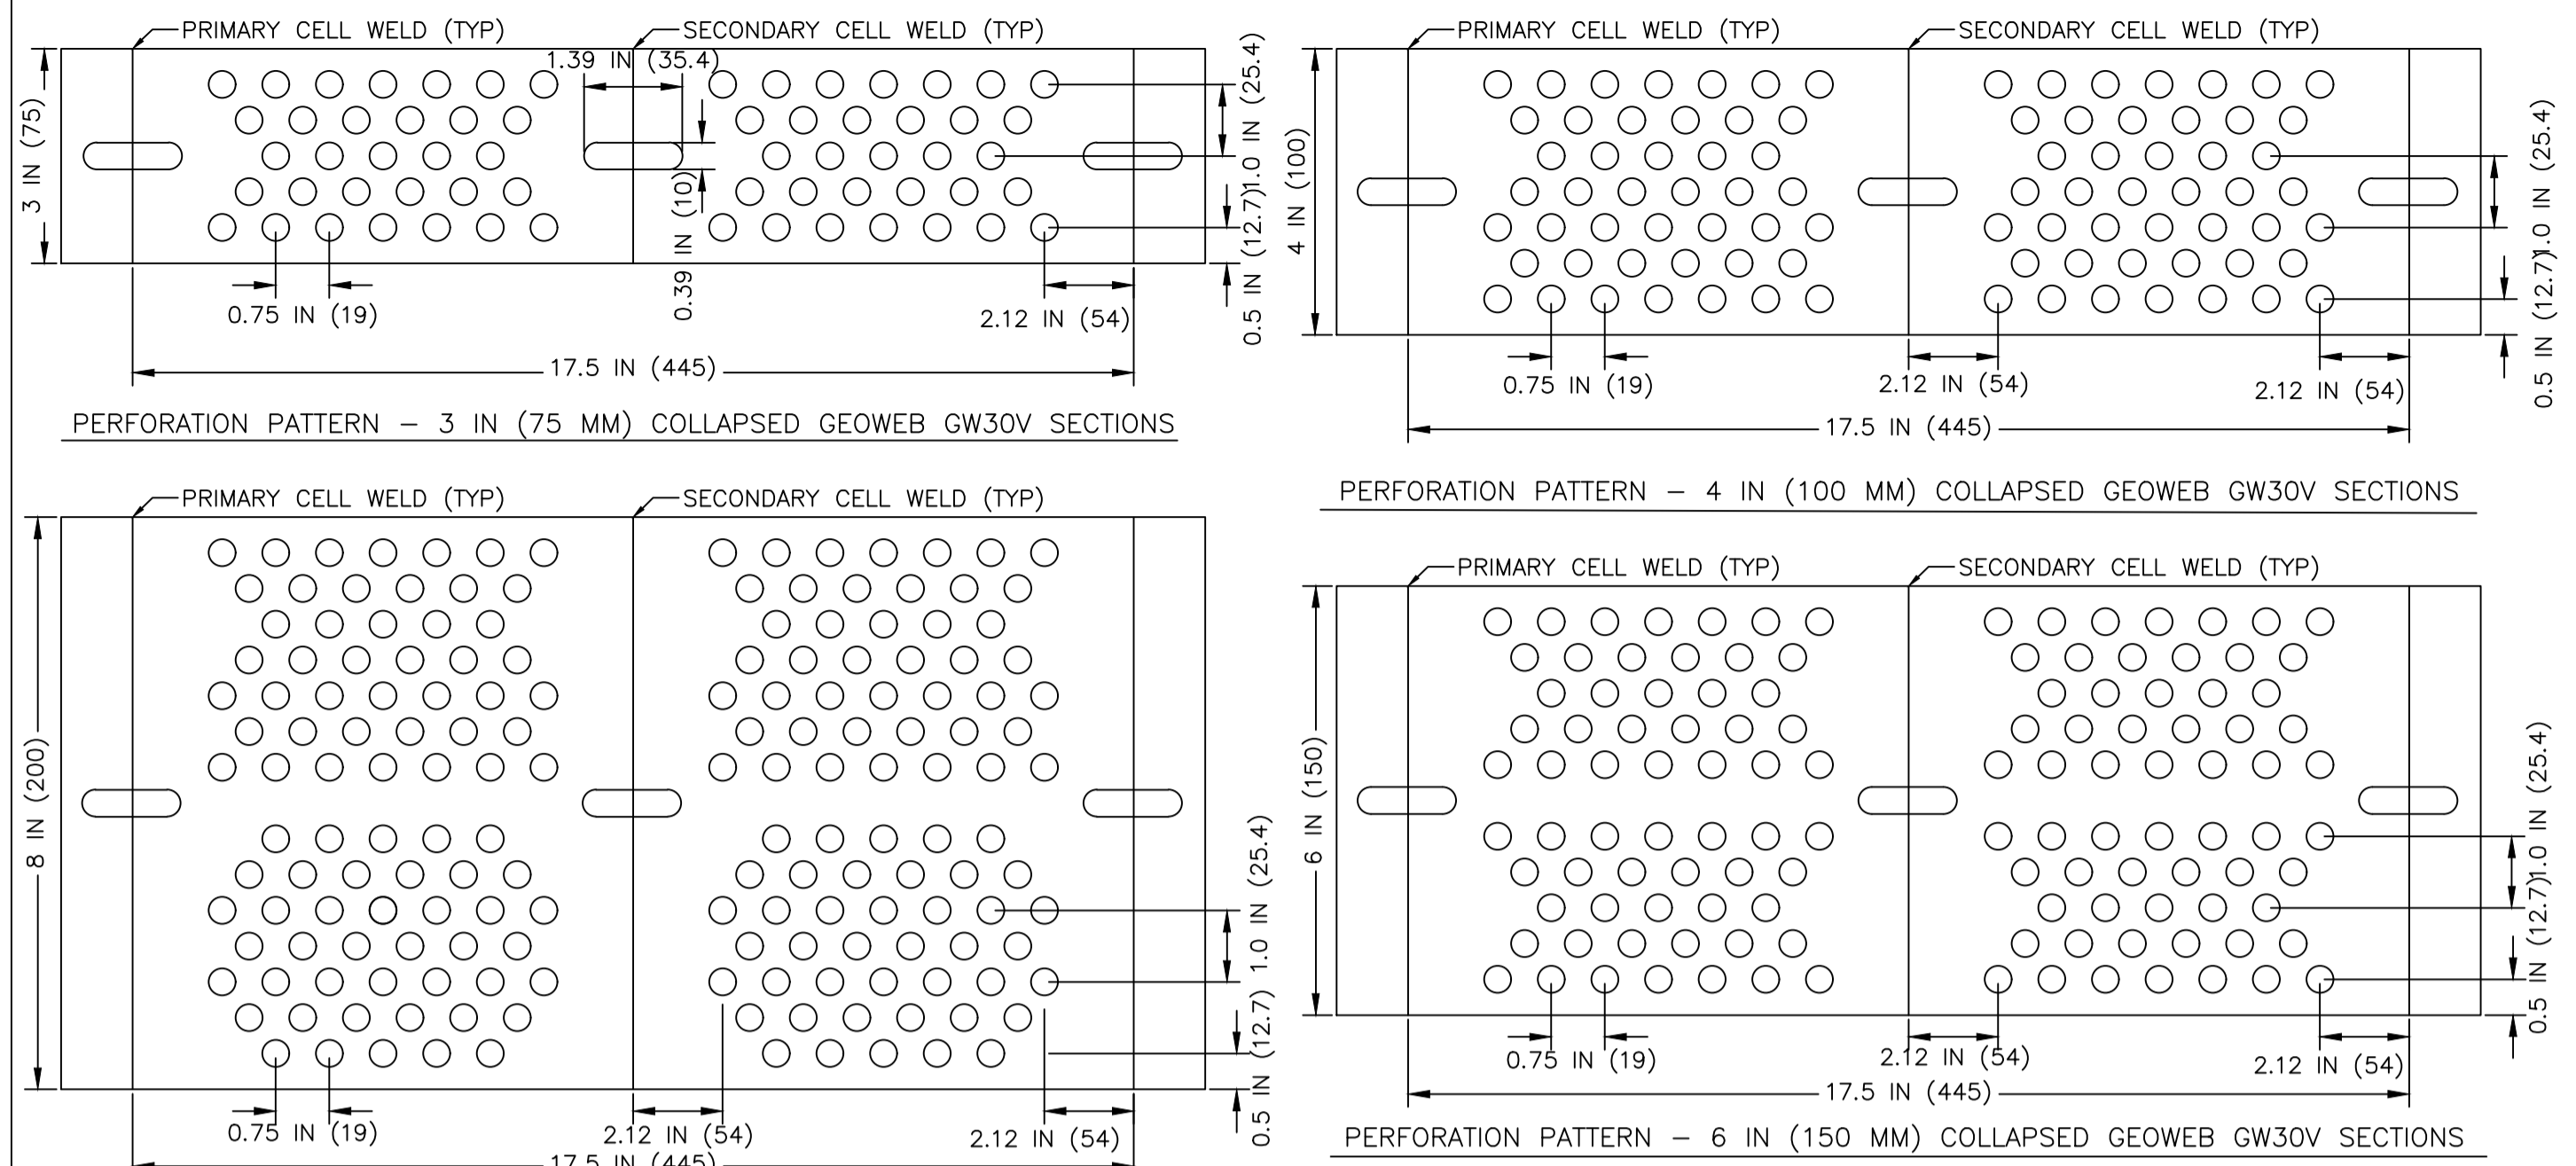 PRIMARY CELL WELD (TYP)
SECONDARY CELL WELD (TYP)
1.39 IN (35.4)
3 IN (75)
0.39 IN (10)
1.0 IN (25.4)
0.5 IN (12.7)
0.75 IN (19)
2.12 IN (54)
17.5 IN (445)
PERFORATION PATTERN – 3 IN (75 MM) COLLAPSED GEOWEB GW30V SECTIONS
PRIMARY CELL WELD (TYP)
SECONDARY CELL WELD (TYP)
4 IN (100)
1.0 IN (25.4)
0.5 IN (12.7)
0.75 IN (19)
2.12 IN (54)
2.12 IN (54)
17.5 IN (445)
PERFORATION PATTERN – 4 IN (100 MM) COLLAPSED GEOWEB GW30V SECTIONS
PRIMARY CELL WELD (TYP)
SECONDARY CELL WELD (TYP)
8 IN (200)
1.0 IN (25.4)
0.5 IN (12.7)
0.75 IN (19)
2.12 IN (54)
2.12 IN (54)
17.5 IN (445)
PRIMARY CELL WELD (TYP)
SECONDARY CELL WELD (TYP)
6 IN (150)
1.0 IN (25.4)
0.5 IN (12.7)
0.75 IN (19)
2.12 IN (54)
2.12 IN (54)
17.5 IN (445)
PERFORATION PATTERN – 6 IN (150 MM) COLLAPSED GEOWEB GW30V SECTIONS